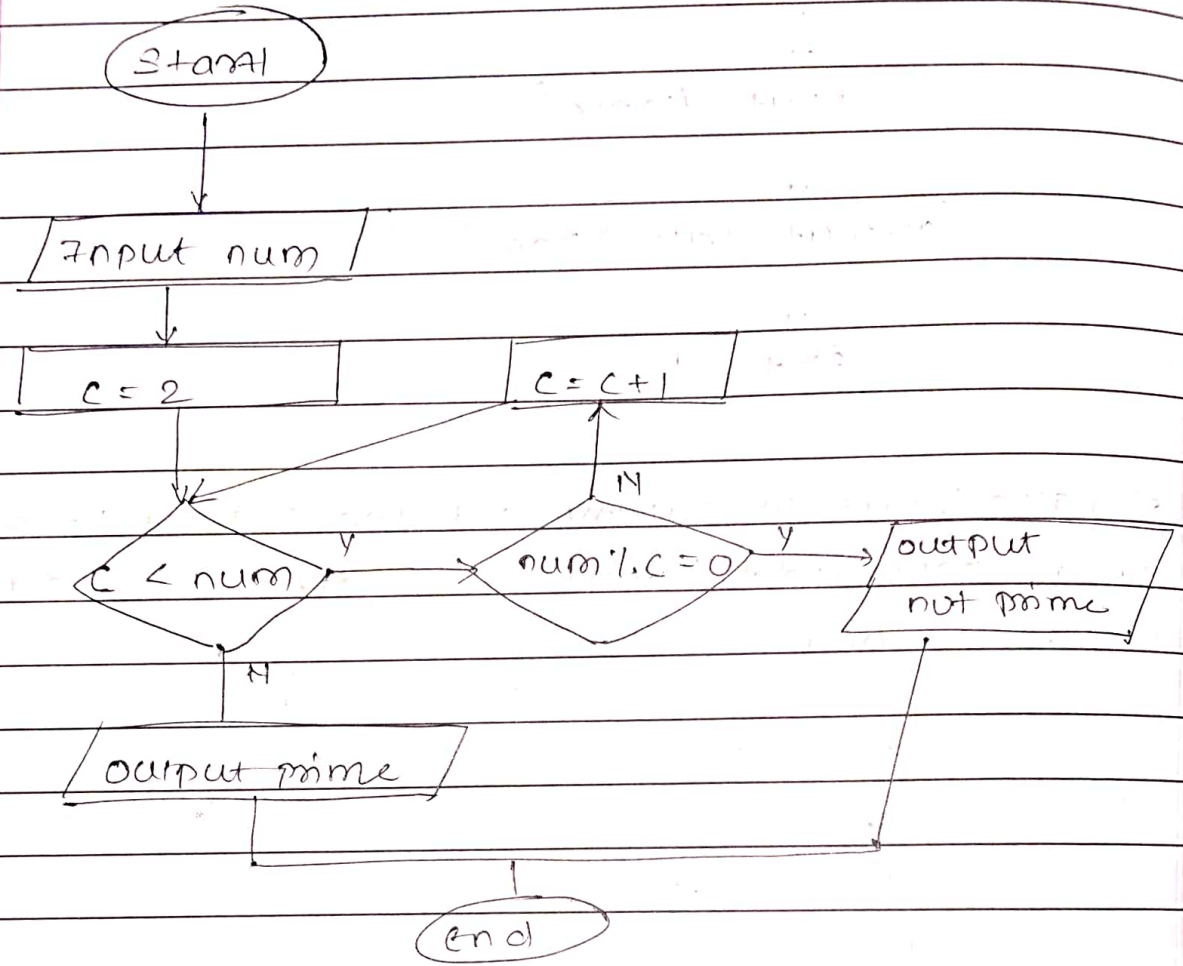 Start
Input num
C = 2
C = C + 1
N
C < num
Y
num % C = 0
Y
output
not prime
N
output prime
end